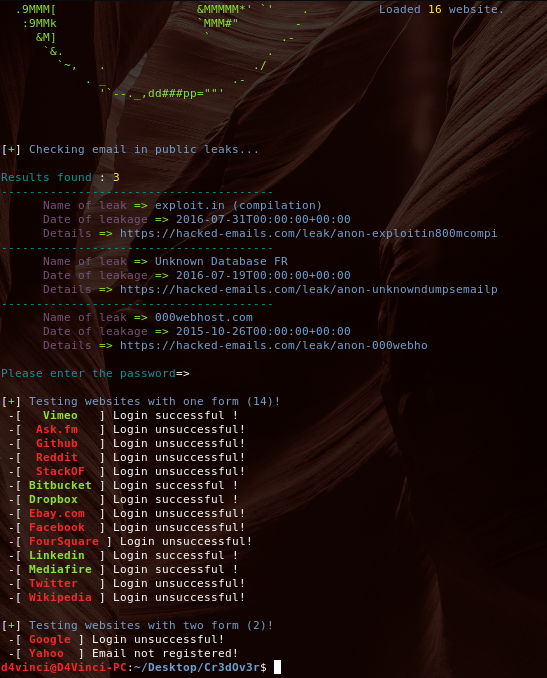 .9MMM[ &MMMMM*' `' . Loaded 16 website.
:9MMk `MMM#" -
&M] ` .-
`&. .
`~, . ./
. _ .-
'`--._,dd###pp=""'
[+] Checking email in public leaks...
Results found : 3
---------------------------------------
Name of leak => exploit.in (compilation)
Date of leakage => 2016-07-31T00:00:00+00:00
Details => https://hacked-emails.com/leak/anon-exploitin800mcompi
---------------------------------------
Name of leak => Unknown Database FR
Date of leakage => 2016-07-19T00:00:00+00:00
Details => https://hacked-emails.com/leak/anon-unknowndumpsemailp
---------------------------------------
Name of leak => 000webhost.com
Date of leakage => 2015-10-26T00:00:00+00:00
Details => https://hacked-emails.com/leak/anon-000webho
Please enter the password=>
[+] Testing websites with one form (14)!
-[ Vimeo ] Login successful !
-[ Ask.fm ] Login unsuccessful!
-[ Github ] Login unsuccessful!
-[ Reddit ] Login unsuccessful!
-[ StackOF ] Login unsuccessful!
-[ Bitbucket ] Login successful !
-[ Dropbox ] Login successful !
-[ Ebay.com ] Login unsuccessful!
-[ Facebook ] Login unsuccessful!
-[ FourSquare ] Login unsuccessful!
-[ Linkedin ] Login successful !
-[ Mediafire ] Login successful !
-[ Twitter ] Login unsuccessful!
-[ Wikipedia ] Login unsuccessful!
[+] Testing websites with two form (2)!
-[ Google ] Login unsuccessful!
-[ Yahoo ] Email not registered!
d4vinci@D4Vinci-PC:~/Desktop/Cr3dOv3r$